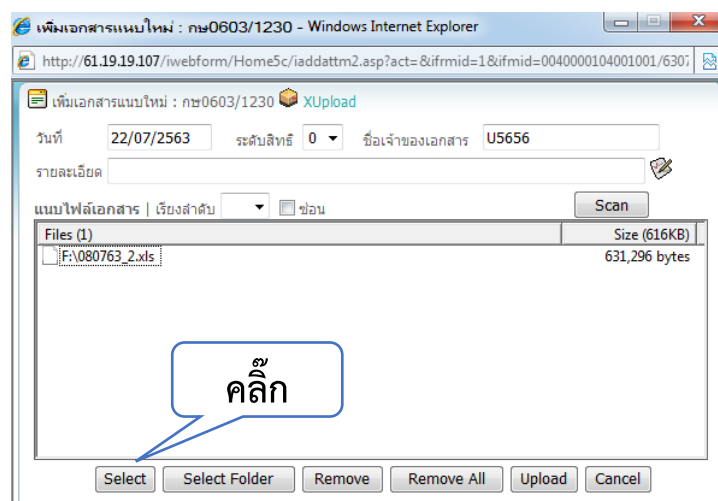 เพิ่มเอกสารแนบใหม่ : กษ0603/1230 - Windows Internet Explorer
http://61.19.19.107/iwebform/Home5c/iaddattm2.asp?act=&ifrmid=1&ifmid=0040000104001001/6307
เพิ่มเอกสารแนบใหม่ : กษ0603/1230 XUpload
วันที่ 22/07/2563 ระดับสิทธิ 0 ชื่อเจ้าของเอกสาร U5656
รายละเอียด
แนบไฟล์เอกสาร | เรียงลำดับ ซ่อน Scan
Files (1) Size (616KB)
F:\080763_2.xls 631,296 bytes
คลิ๊ก
Select Select Folder Remove Remove All Upload Cancel